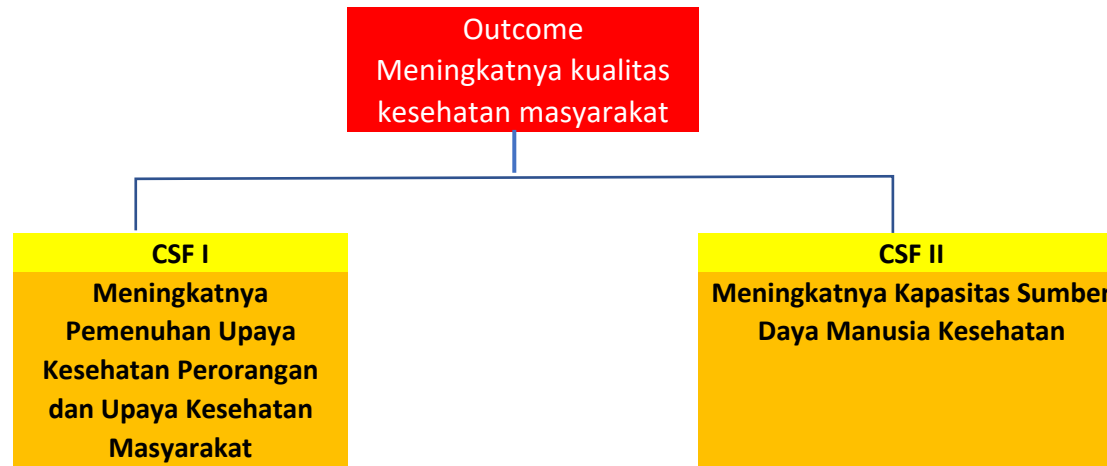 Outcome
Meningkatnya kualitas
kesehatan masyarakat
CSF I
Meningkatnya
Pemenuhan Upaya
Kesehatan Perorangan
dan Upaya Kesehatan
Masyarakat
CSF II
Meningkatnya Kapasitas Sumber
Daya Manusia Kesehatan